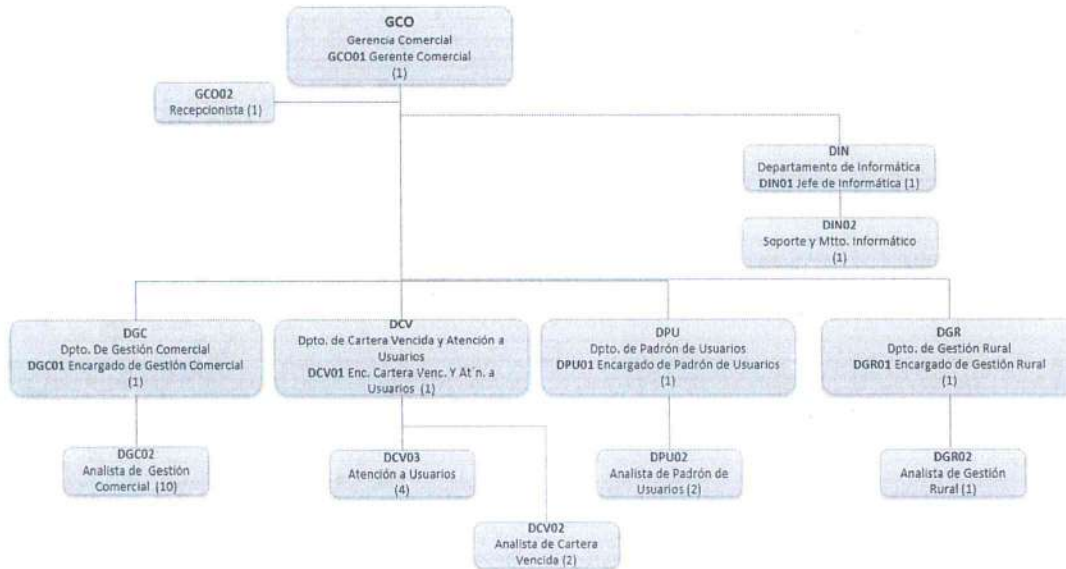 GCO
Gerencia Comercial
GCO01 Gerente Comercial
(1)
GCO02
Recepcionista (1)
DIN
Departamento de Informática
DIN01 Jefe de Informática (1)
DIN02
Soporte y Mtto. Informático
(1)
DGC
Dpto. De Gestión Comercial
DGC01 Encargado de Gestión Comercial
(1)
DCV
Dpto. de Cartera Vencida y Atención a
Usuarios
DCV01 Enc. Cartera Venc. Y At´n. a
Usuarios (1)
DPU
Dpto. de Padrón de Usuarios
DPU01 Encargado de Padrón de Usuarios
(1)
DGR
Dpto. de Gestión Rural
DGR01 Encargado de Gestión Rural
(1)
DGC02
Analista de Gestión
Comercial (10)
DCV03
Atención a Usuarios
(4)
DPU02
Analista de Padrón de
Usuarios (2)
DGR02
Analista de Gestión
Rural (1)
DCV02
Analista de Cartera
Vencida (2)